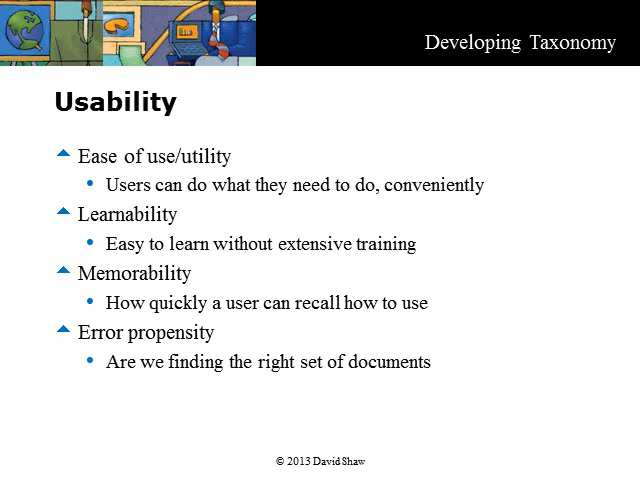 Developing Taxonomy
Usability
Ease of use/utility
Users can do what they need to do, conveniently
Learnability
Easy to learn without extensive training
Memorability
How quickly a user can recall how to use
Error propensity
Are we finding the right set of documents
© 2013 David Shaw